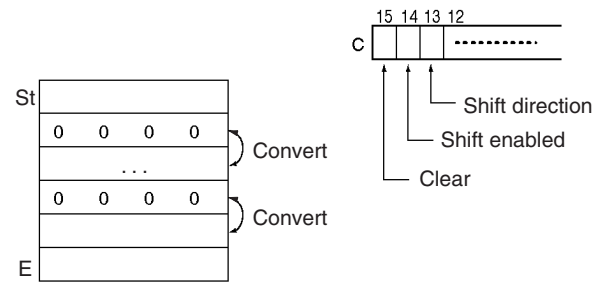 15 14 13 12
C
Shift direction
Shift enabled
Clear
St
0 0 0 0
Convert
...
0 0 0 0
Convert
E